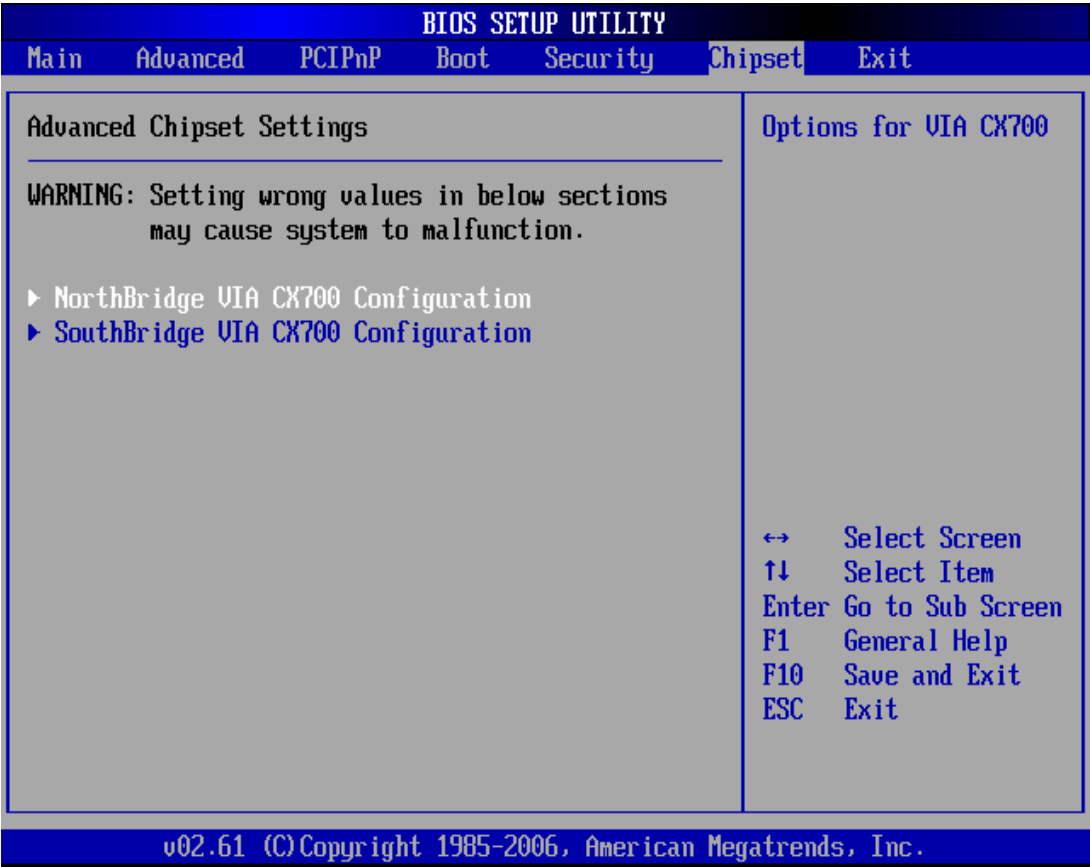 BIOS SETUP UTILITY
Main Advanced PCIPnP Boot Security Chipset Exit
Advanced Chipset Settings
WARNING: Setting wrong values in below sections
may cause system to malfunction.
▶ NorthBridge VIA CX700 Configuration
▶ SouthBridge VIA CX700 Configuration
Options for VIA CX700
↔ Select Screen
↑↓ Select Item
Enter Go to Sub Screen
F1 General Help
F10 Save and Exit
ESC Exit
v02.61 (C)Copyright 1985-2006, American Megatrends, Inc.